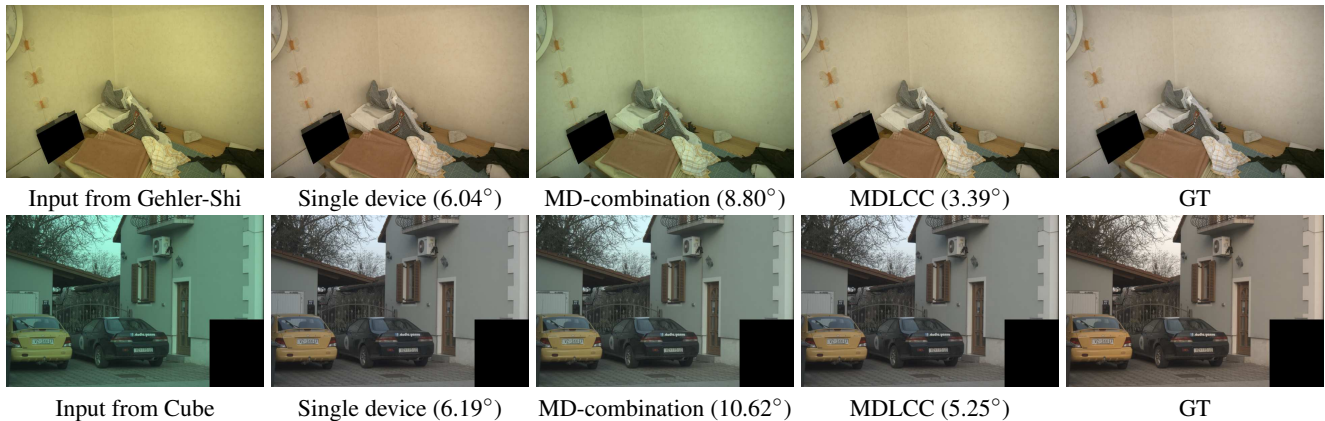 Input from Gehler-Shi Single device (6.04°) MD-combination (8.80°) MDLCC (3.39°) GT
Input from Cube Single device (6.19°) MD-combination (10.62°) MDLCC (5.25°) GT